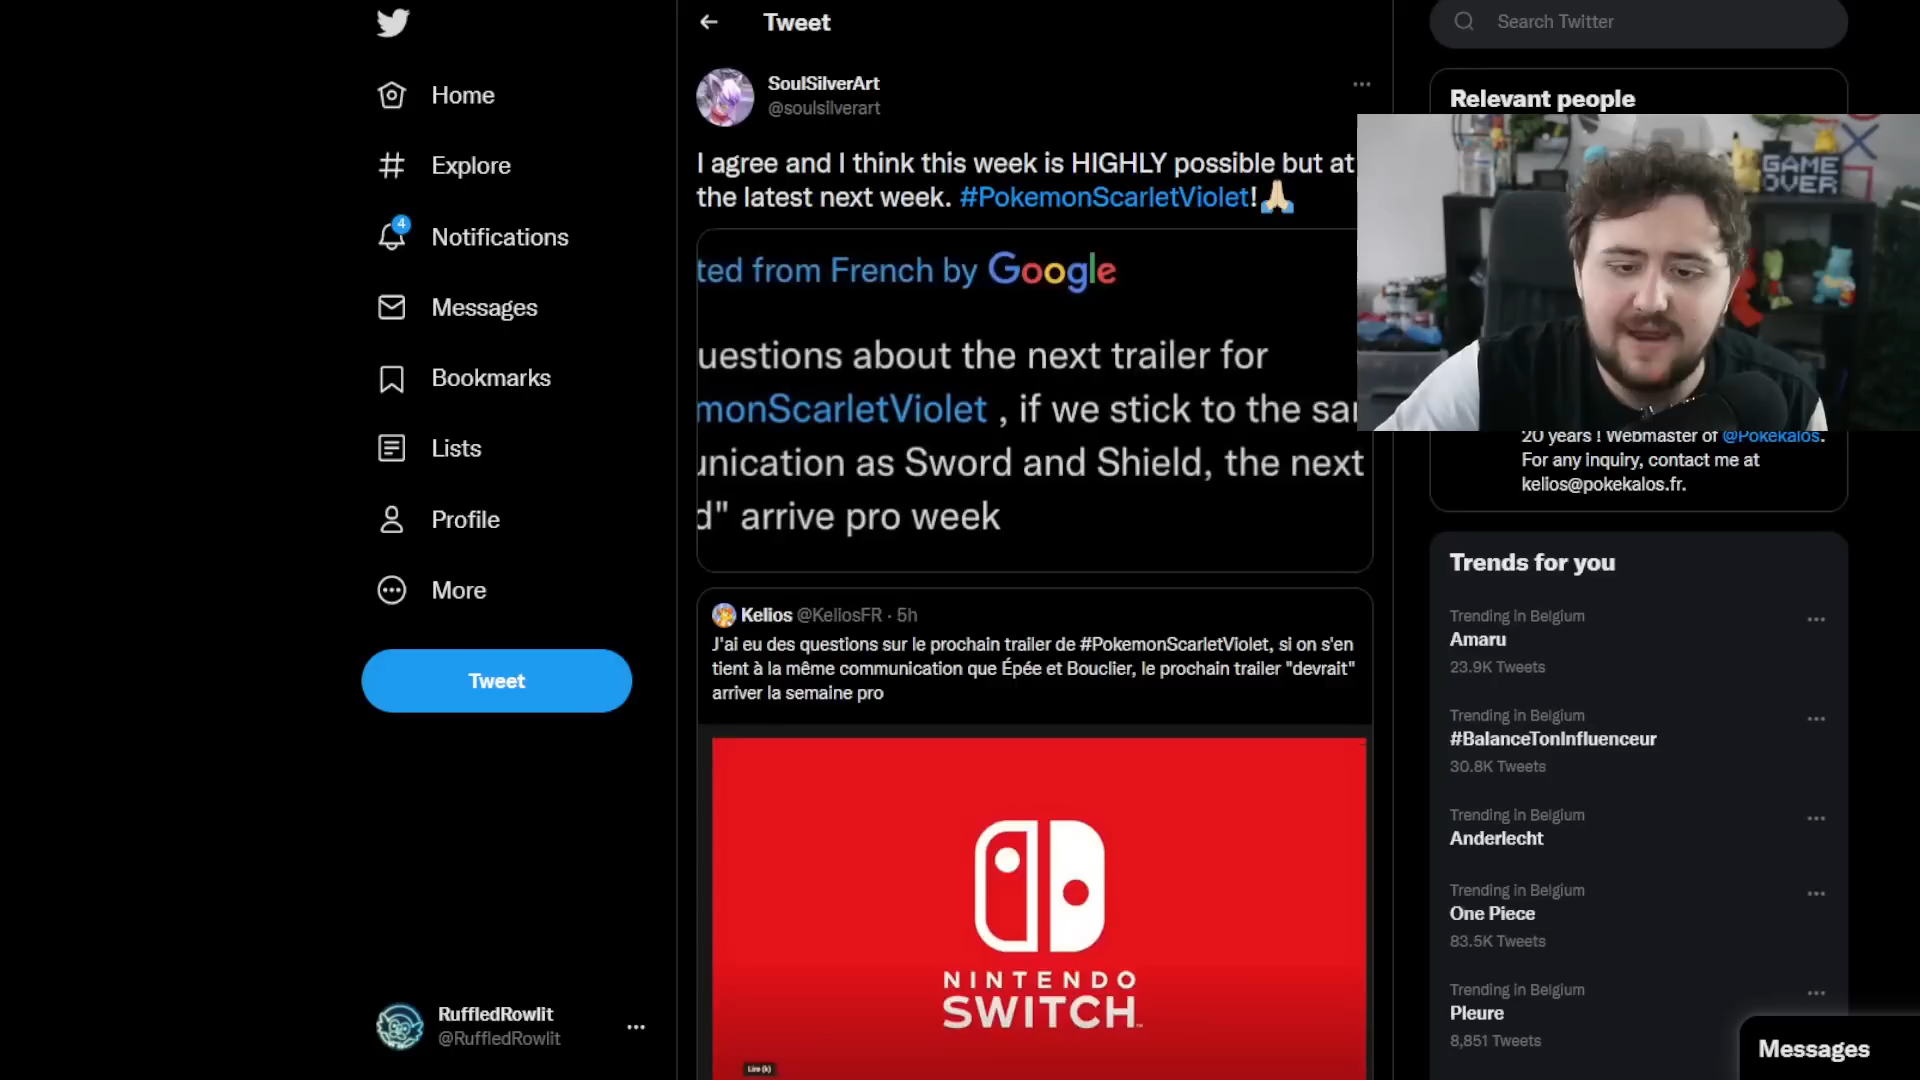 Home
Explore
4
Notifications
Messages
Bookmarks
Lists
Profile
More
Tweet
RuffledRowlit
@RuffledRowlit
Tweet
SoulSilverArt
@soulsilverart
I agree and I think this week is HIGHLY possible but at
the latest next week. #PokemonScarletViolet!🙏
ted from French by Google
uestions about the next trailer for
monScarletViolet , if we stick to the sa
unication as Sword and Shield, the next
d" arrive pro week
Kelios @KeliosFR · 5h
J'ai eu des questions sur le prochain trailer de #PokemonScarletViolet, si on s'en
tient à la même communication que Épée et Bouclier, le prochain trailer "devrait"
arriver la semaine pro
NINTENDO
SWITCH
Lire (k)
Search Twitter
Relevant people
GAME
OVER
20 years ! Webmaster of @Pokekalos.
For any inquiry, contact me at
kelios@pokekalos.fr.
Trends for you
Trending in Belgium
Amaru
23.9K Tweets
Trending in Belgium
#BalanceTonInfluenceur
30.8K Tweets
Trending in Belgium
Anderlecht
Trending in Belgium
One Piece
83.5K Tweets
Trending in Belgium
Pleure
8,851 Tweets
Messages